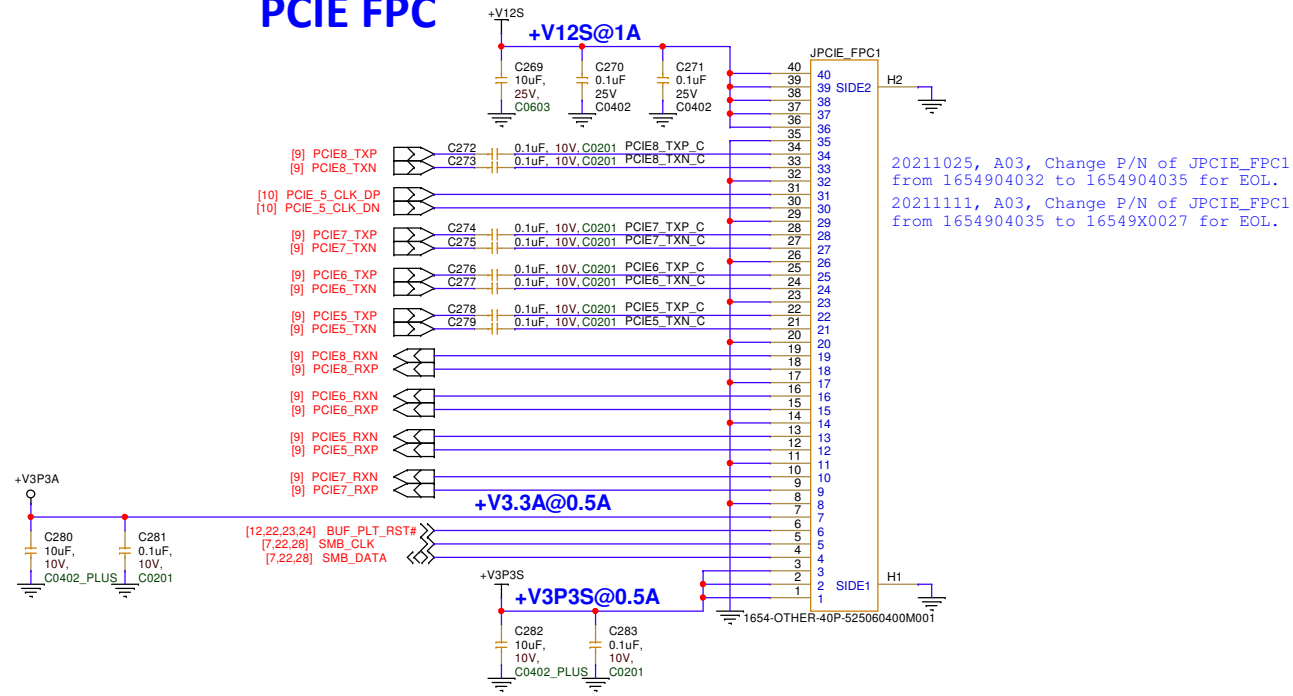 PCIE FPC
+V12S
+V12S@1A
C269
10uF,
25V,
C0603
C270
0.1uF
25V
C0402
C271
0.1uF
25V
C0402
JPCIE_FPC1
40 40
39 39 SIDE2 H2
38 38
37 37
36 36
35 35
[9] PCIE8_TXP C272 0.1uF, 10V,C0201 PCIE8_TXP_C 34 34
[9] PCIE8_TXN C273 0.1uF, 10V,C0201 PCIE8_TXN_C 33 33
32 32
[10] PCIE_5_CLK_DP 31 31
[10] PCIE_5_CLK_DN 30 30
29 29
[9] PCIE7_TXP C274 0.1uF, 10V,C0201 PCIE7_TXP_C 28 28
[9] PCIE7_TXN C275 0.1uF, 10V,C0201 PCIE7_TXN_C 27 27
26 26
[9] PCIE6_TXP C276 0.1uF, 10V,C0201 PCIE6_TXP_C 25 25
[9] PCIE6_TXN C277 0.1uF, 10V,C0201 PCIE6_TXN_C 24 24
23 23
[9] PCIE5_TXP C278 0.1uF, 10V,C0201 PCIE5_TXP_C 22 22
[9] PCIE5_TXN C279 0.1uF, 10V,C0201 PCIE5_TXN_C 21 21
20 20
[9] PCIE8_RXN 19 19
[9] PCIE8_RXP 18 18
17 17
[9] PCIE6_RXN 16 16
[9] PCIE6_RXP 15 15
14 14
[9] PCIE5_RXN 13 13
[9] PCIE5_RXP 12 12
11 11
[9] PCIE7_RXN 10 10
[9] PCIE7_RXP 9 9
8 8
+V3.3A@0.5A 7 7
[12,22,23,24] BUF_PLT_RST# 6 6
[7,22,28] SMB_CLK 5 5
[7,22,28] SMB_DATA 4 4
3 3
2 2 SIDE1 H1
1 1
1654-OTHER-40P-525060400M001
20211025, A03, Change P/N of JPCIE_FPC1
from 1654904032 to 1654904035 for EOL.
20211111, A03, Change P/N of JPCIE_FPC1
from 1654904035 to 16549X0027 for EOL.
+V3P3A
C280
10uF,
10V,
C0402_PLUS
C281
0.1uF,
10V,
C0201
+V3P3S
+V3P3S@0.5A
C282
10uF,
10V,
C0402_PLUS
C283
0.1uF,
10V,
C0201